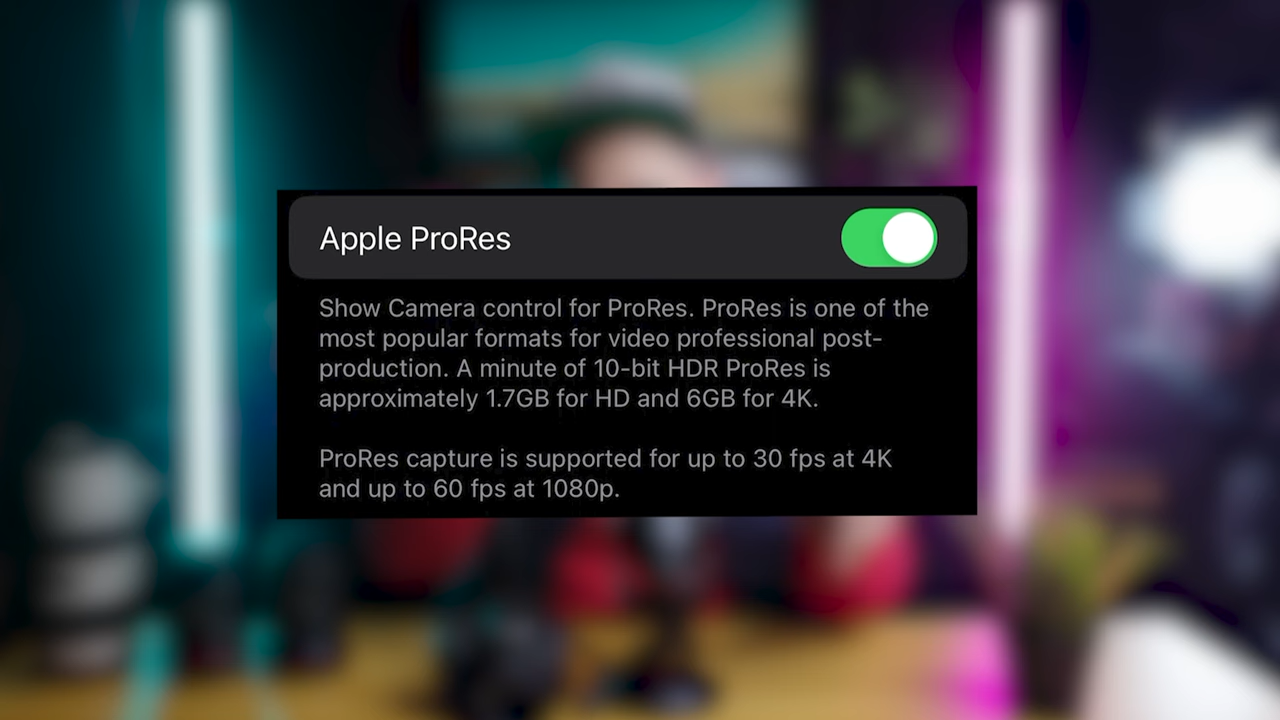 Apple ProRes
Show Camera control for ProRes. ProRes is one of the
most popular formats for video professional post-
production. A minute of 10-bit HDR ProRes is
approximately 1.7GB for HD and 6GB for 4K.
ProRes capture is supported for up to 30 fps at 4K
and up to 60 fps at 1080p.